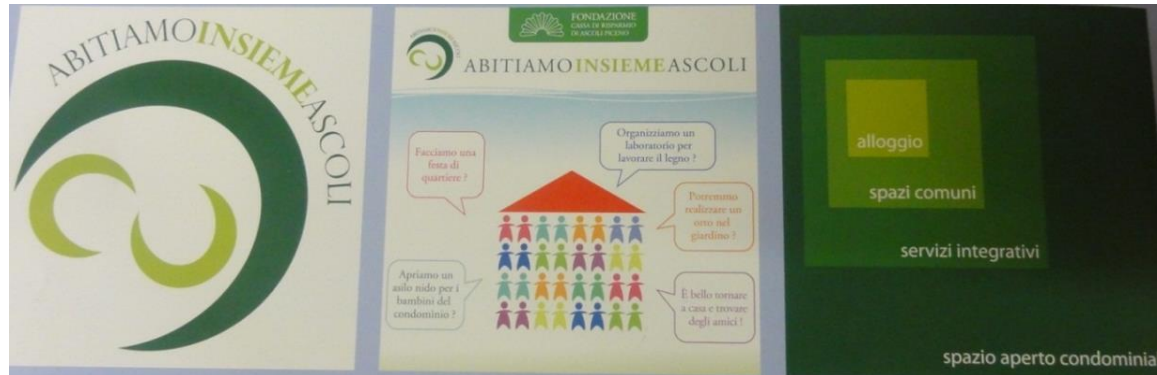 ABITIAMOINSIEMEASCOLI
FONDAZIONE
CASSA DI RISPARMIO
DI ASCOLI PICENO
ABITIAMOINSIEMEASCOLI
Facciamo una
festa di
quartiere ?
Organizziamo un
laboratorio per
lavorare il legno ?
Potremmo
realizzare un
orto nel
giardino ?
Apriamo un
asilo nido per i
bambini del
condominio ?
È bello tornare
a casa e trovare
degli amici !
alloggio
spazi comuni
servizi integrativi
spazio aperto condominia